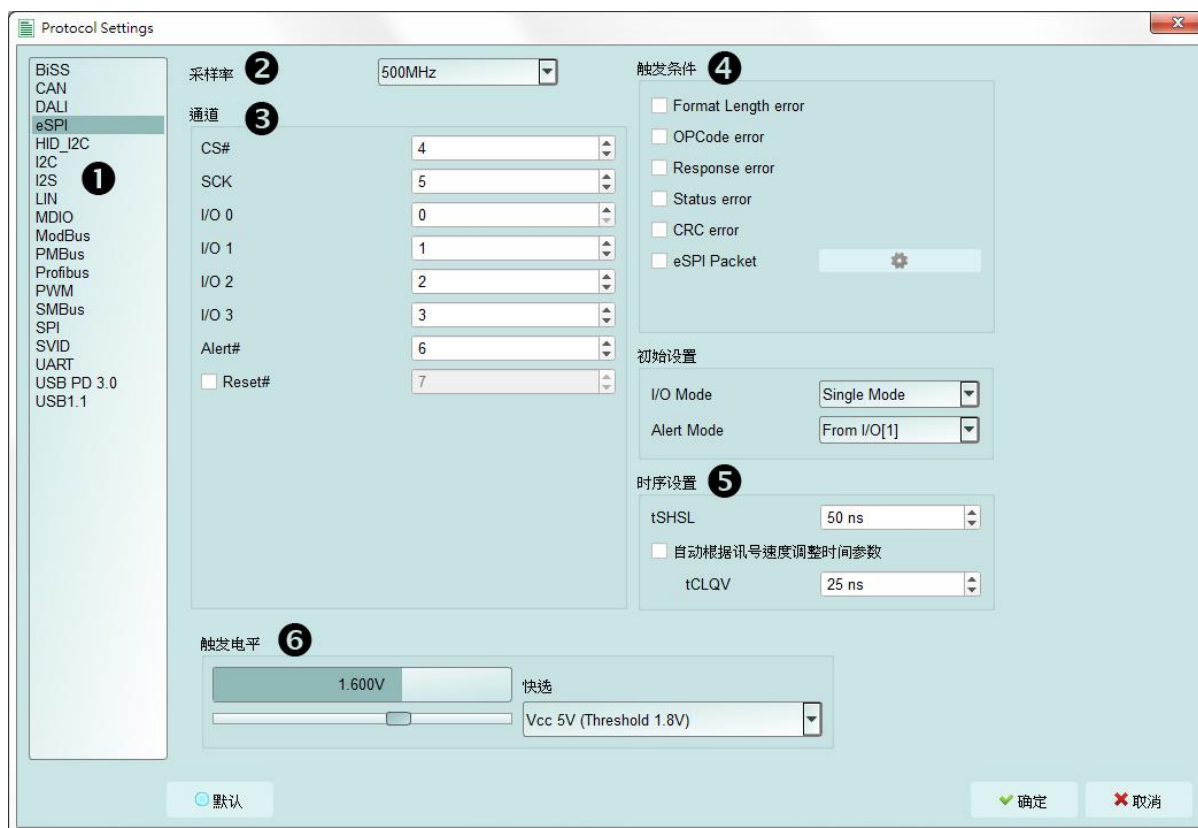 Protocol Settings
BiSS
CAN
DALI
eSPI
HID_I2C
I2C
I2S
LIN
MDIO
ModBus
PMBus
Profibus
PWM
SMBus
SPI
SVID
UART
USB PD 3.0
USB1.1
❶
采样率 ❷ 500MHz
通道 ❸
CS# 4
SCK 5
I/O 0 0
I/O 1 1
I/O 2 2
I/O 3 3
Alert# 6
Reset# 7
触发条件 ❹
Format Length error
OPCode error
Response error
Status error
CRC error
eSPI Packet
初始设置
I/O Mode Single Mode
Alert Mode From I/O[1]
时序设置 ❺
tSHSL 50 ns
自动根据讯号速度调整时间参数
tCLQV 25 ns
触发电平 ❻
1.600V
快选
Vcc 5V (Threshold 1.8V)
默认
确定
取消